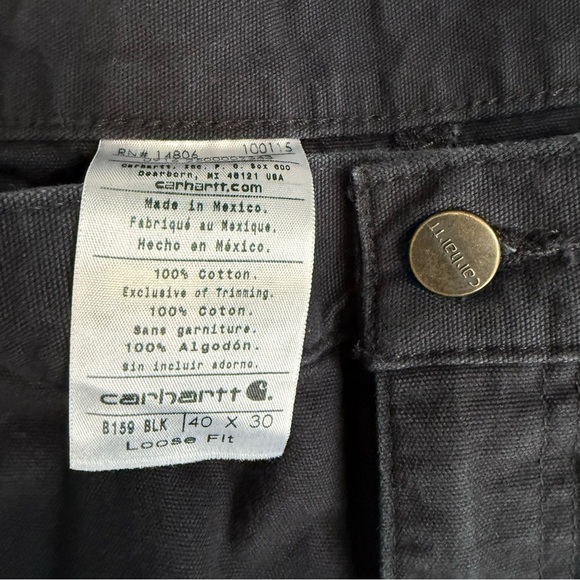 RN# 14806 100115
Carhartt, Inc. P.O. Box 600
Dearborn, MI 48121 USA
carhartt.com
Made in Mexico.
Fabriqué au Mexique.
Hecho en México.
100% Cotton.
Exclusive of Trimming.
100% Coton.
Sans garniture.
100% Algodón.
Sin incluir adorno.
carhartt
B159 BLK 40 X 30
Loose Fit
carhartt